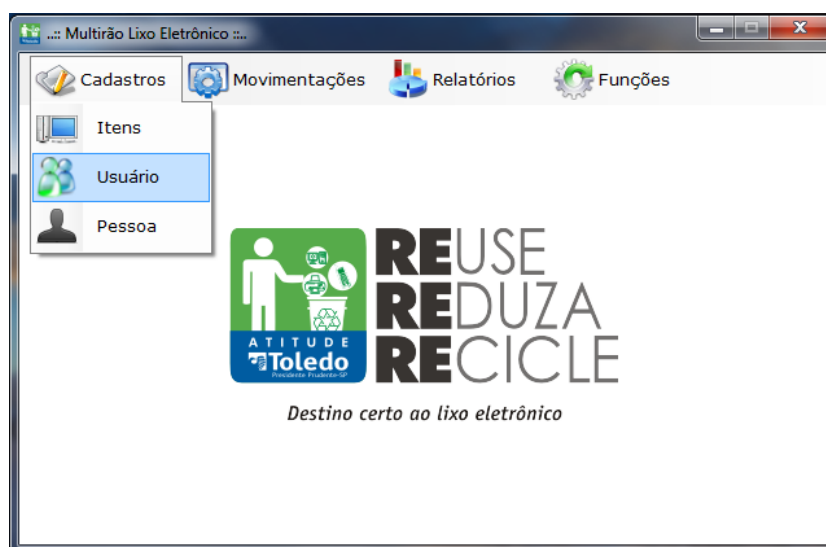 ..:: Multirão Lixo Eletrônico ::..
Cadastros Movimentações Relatórios Funções
Itens
Usuário
Pessoa
REUSE
REDUZA
RECICLE
ATITUDE
Toledo
Presidente Prudente-SP
Destino certo ao lixo eletrônico